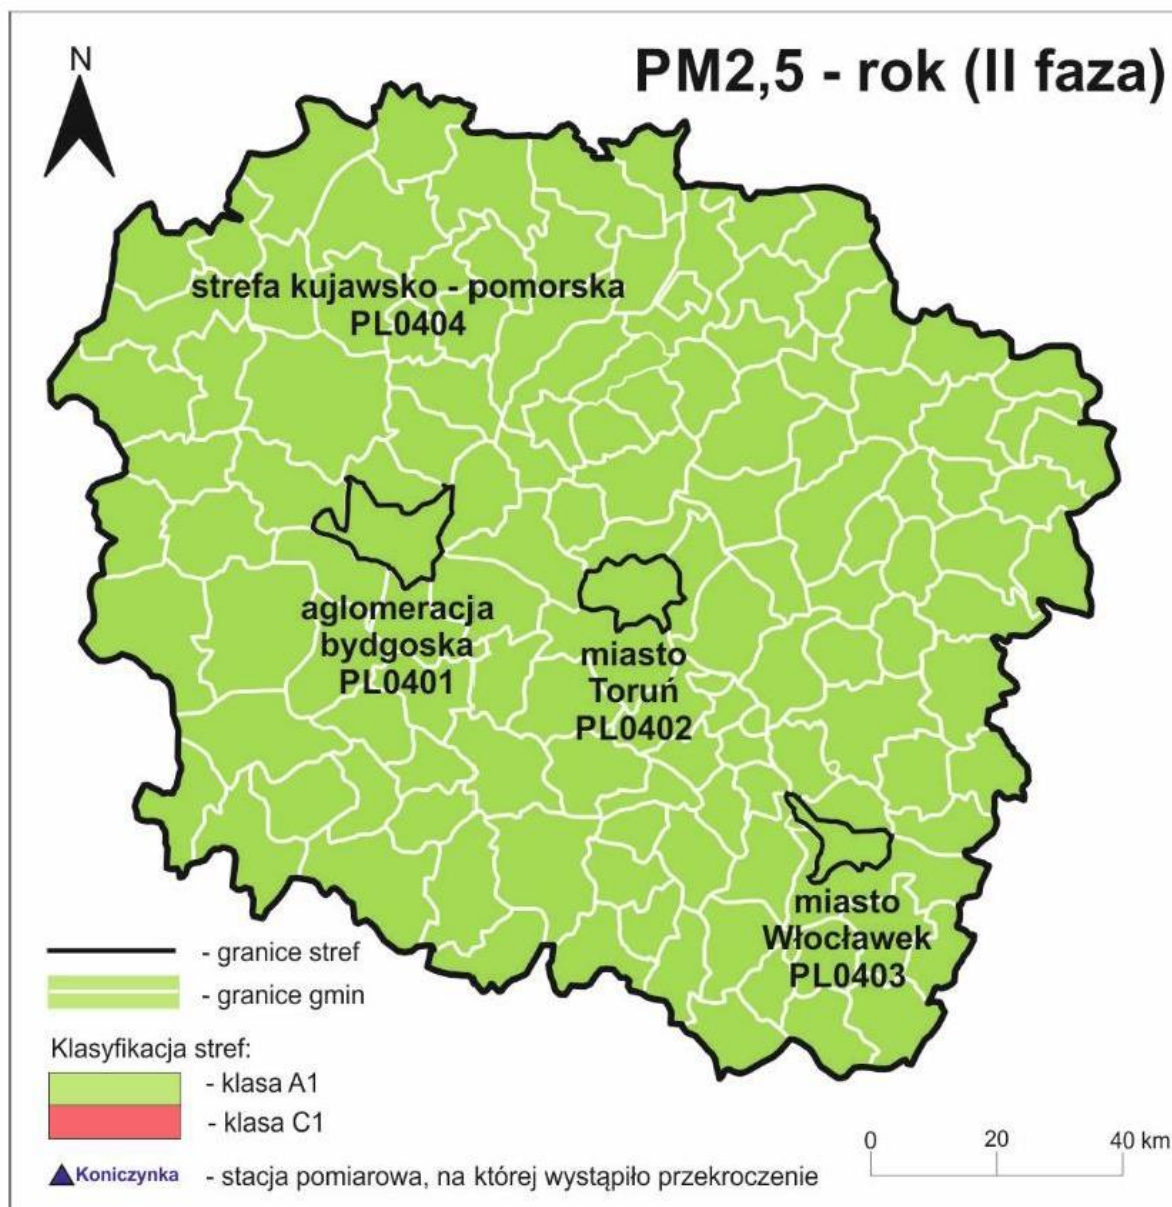 N
PM2,5 - rok (II faza)
strefa kujawsko - pomorska
PL0404
aglomeracja
bydgoska
PL0401
miasto
Toruń
PL0402
miasto
Włocławek
PL0403
- granice stref
- granice gmin
Klasyfikacja stref:
- klasa A1
- klasa C1
Koniczynka - stacja pomiarowa, na której wystąpiło przekroczenie
0 20 40 km